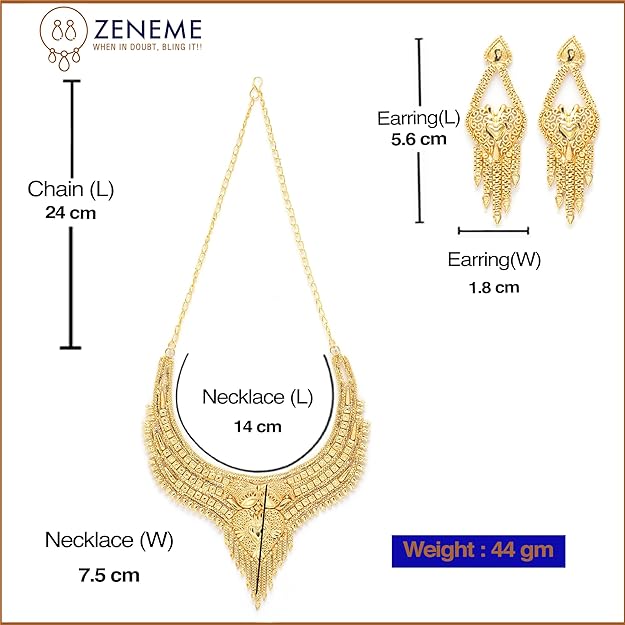 ZENEME
WHEN IN DOUBT, BLING IT!!
Earring(L)
5.6 cm
Chain (L)
24 cm
Earring(W)
1.8 cm
Necklace (L)
14 cm
Necklace (W)
7.5 cm
Weight : 44 gm